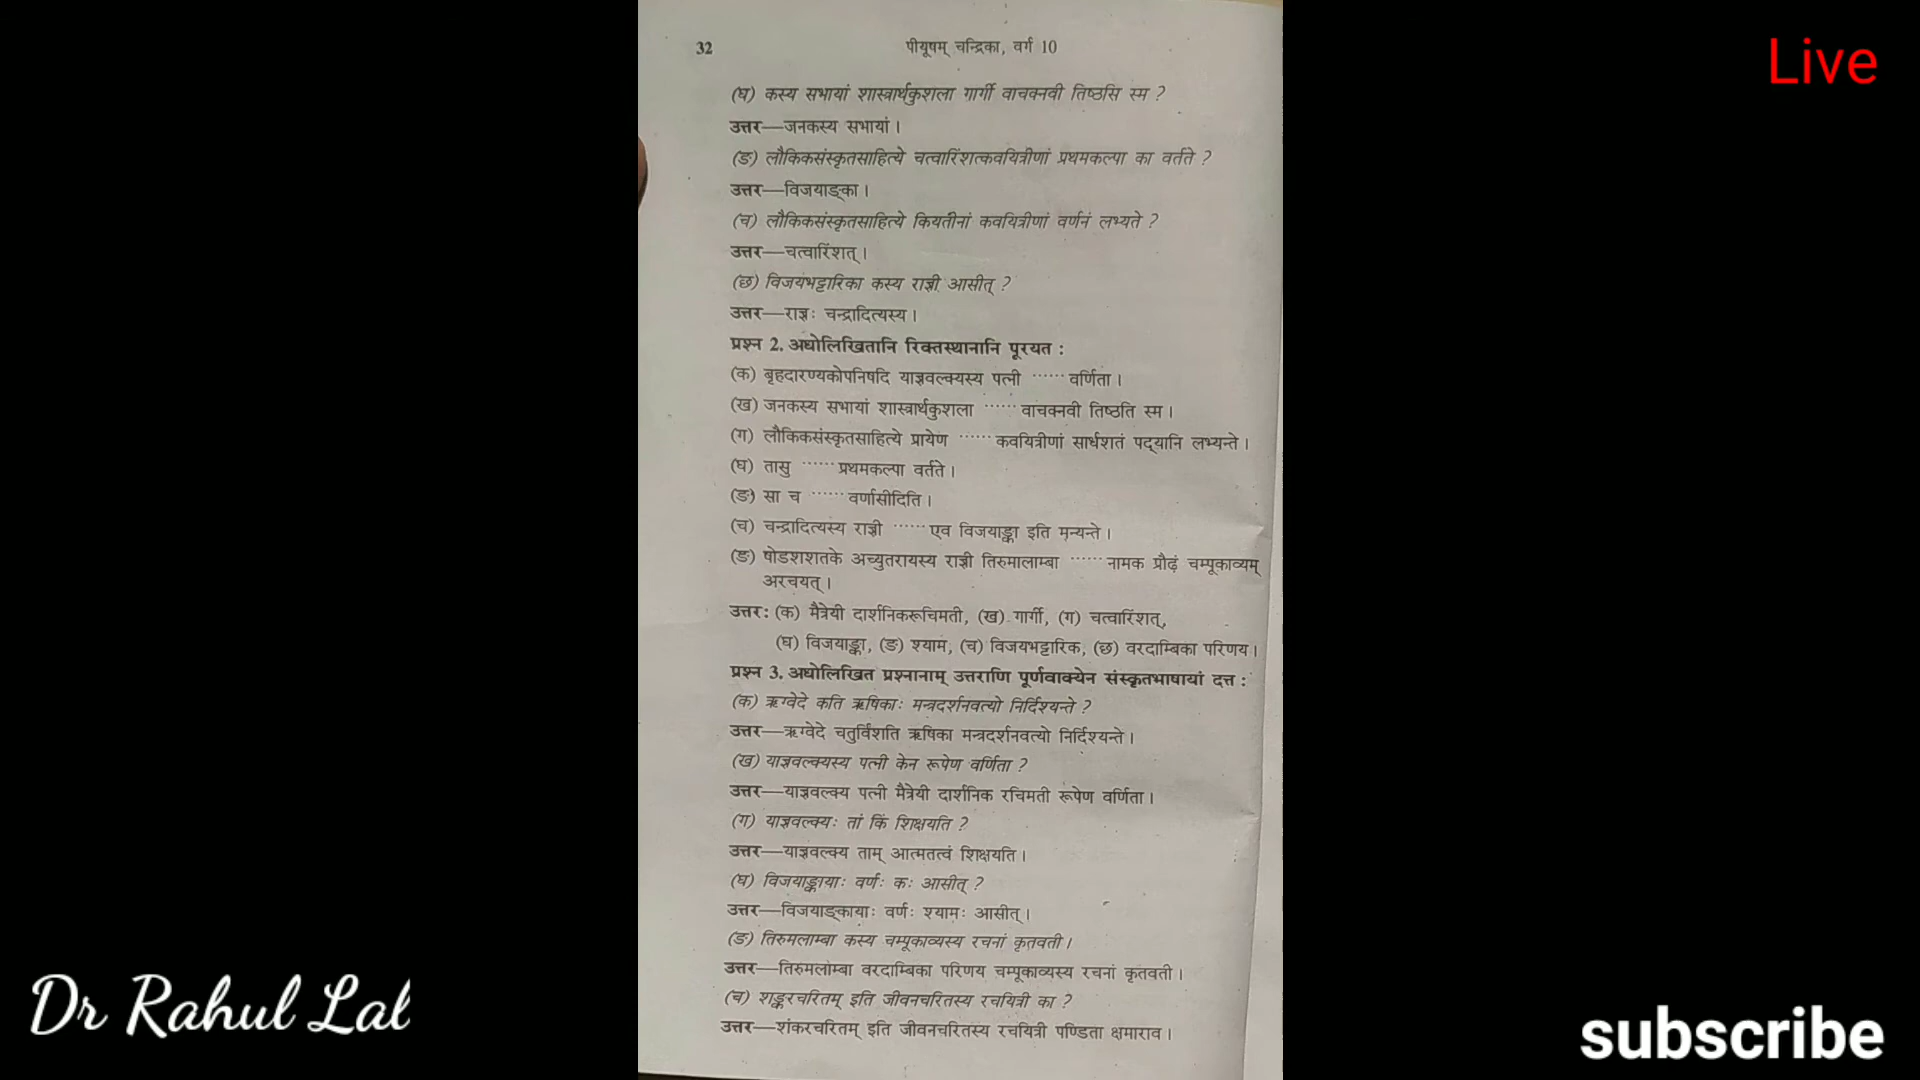 32 पीयूषम् चन्द्रिका, वर्ग 10
Live
(घ) कस्य सभायां शास्त्रार्थकुशला गार्गी वाचक्नवी तिष्ठसि स्म ?
उत्तर—जनकस्य सभायां।
(ङ) लौकिकसंस्कृतसाहित्ये चत्वारिंशत्कवयित्रीणां प्रथमकल्पा का वर्तते ?
उत्तर—विजयाङ्का।
(च) लौकिकसंस्कृतसाहित्ये कियतीनां कवयित्रीणां वर्णनं लभ्यते ?
उत्तर—चत्वारिंशत्।
(छ) विजयभट्टारिका कस्य राज्ञी आसीत् ?
उत्तर—राज्ञः चन्द्रादित्यस्य।
प्रश्न 2. अधोलिखितानि रिक्तस्थानानि पूरयत :
(क) बृहदारण्यकोपनिषदि याज्ञवल्क्यस्य पत्नी ······ वर्णिता।
(ख) जनकस्य सभायां शास्त्रार्थकुशला ······ वाचक्नवी तिष्ठति स्म।
(ग) लौकिकसंस्कृतसाहित्ये प्रायेण ······ कवयित्रीणां सार्धशतं पद्यानि लभ्यन्ते।
(घ) तासु ······ प्रथमकल्पा वर्तते।
(ङ) सा च ······ वर्णासीदिति।
(च) चन्द्रादित्यस्य राज्ञी ······ एव विजयाङ्का इति मन्यन्ते।
(ङ) षोडशशतके अच्युतरायस्य राज्ञी तिरुमालाम्बा ······ नामक प्रौढ़ं चम्पूकाव्यम्
अरचयत्।
उत्तर: (क) मैत्रेयी दार्शनिकरूचिमती, (ख) गार्गी, (ग) चत्वारिंशत्,
(घ) विजयाङ्का, (ङ) श्याम, (च) विजयभट्टारिक, (छ) वरदाम्बिका परिणय।
प्रश्न 3. अधोलिखित प्रश्नानाम् उत्तराणि पूर्णवाक्येन संस्कृतभाषायां दत्त :
(क) ऋग्वेदे कति ऋषिकाः मन्त्रदर्शनवत्यो निर्दिश्यन्ते ?
उत्तर—ऋग्वेदे चतुर्विंशति ऋषिका मन्त्रदर्शनवत्यो निर्दिश्यन्ते।
(ख) याज्ञवल्क्यस्य पत्नी केन रूपेण वर्णिता ?
उत्तर—याज्ञवल्क्य पत्नी मैत्रेयी दार्शनिक रचिमती रूपेण वर्णिता।
(ग) याज्ञवल्क्यः तां किं शिक्षयति ?
उत्तर—याज्ञवल्क्य ताम् आत्मतत्वं शिक्षयति।
(घ) विजयाङ्कायाः वर्णः कः आसीत् ?
उत्तर—विजयाङ्कायाः वर्णः श्यामः आसीत्।
(ङ) तिरुमलाम्बा कस्य चम्पूकाव्यस्य रचनां कृतवती।
उत्तर—तिरुमलाम्बा वरदाम्बिका परिणय चम्पूकाव्यस्य रचनां कृतवती।
(च) शङ्करचरितम् इति जीवनचरितस्य रचयित्री का ?
उत्तर—शंकरचरितम् इति जीवनचरितस्य रचयित्री पण्डिता क्षमाराव।
Dr Rahul Lal
subscribe